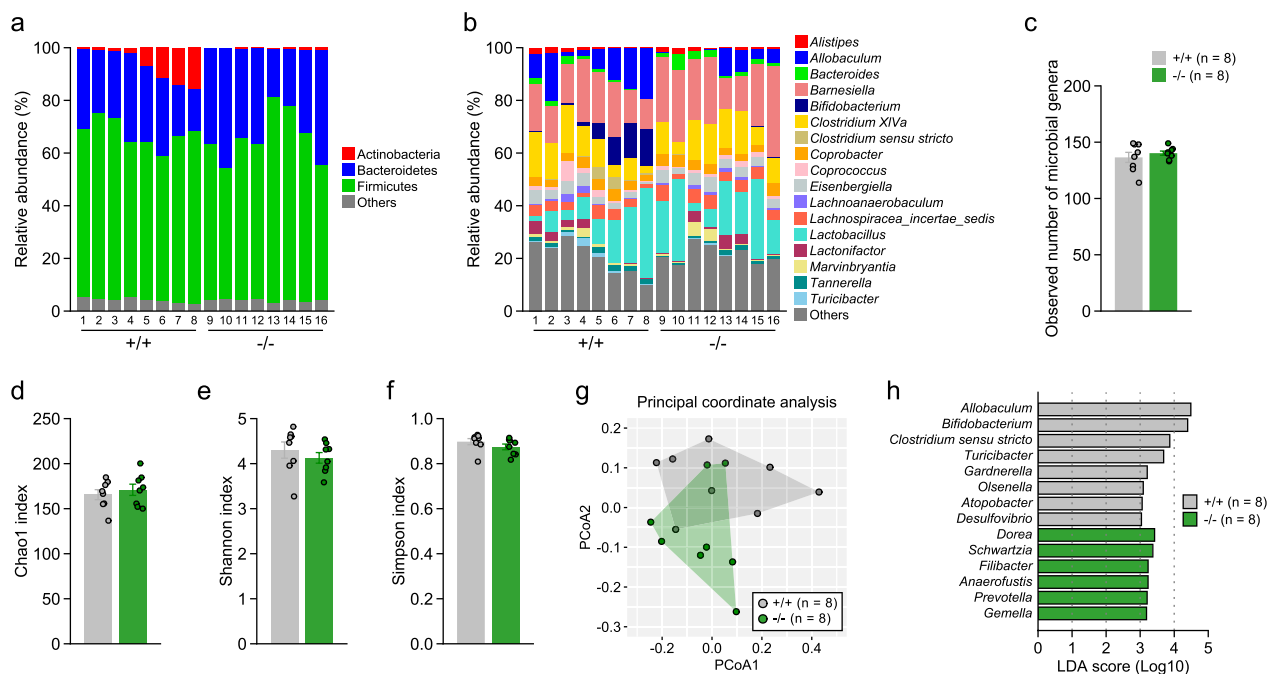 a
Relative abundance (%)
100
80
60
40
20
0
1 2 3 4 5 6 7 8 9 10 11 12 13 14 15 16
+/+ -/-
Actinobacteria
Bacteroidetes
Firmicutes
Others
b
Relative abundance (%)
100
80
60
40
20
0
1 2 3 4 5 6 7 8 9 10 11 12 13 14 15 16
+/+ -/-
Alistipes
Allobaculum
Bacteroides
Barnesiella
Bifidobacterium
Clostridium XlVa
Clostridium sensu stricto
Coprobacter
Coprococcus
Eisenbergiella
Lachnoanaerobaculum
Lachnospiracea_incertae_sedis
Lactobacillus
Lactonifactor
Marvinbryantia
Tannerella
Turicibacter
Others
c
+/+ (n = 8)
-/- (n = 8)
Observed number of microbial genera
200
150
100
50
0
d
Chao1 index
250
200
150
100
50
0
e
Shannon index
5
4
3
2
1
0
f
Simpson index
1.0
0.8
0.6
0.4
0.2
0.0
g
Principal coordinate analysis
PCoA2
0.2
0.1
0.0
-0.1
-0.2
-0.3
-0.2 0.0 0.2 0.4
PCoA1
+/+ (n = 8)
-/- (n = 8)
h
Allobaculum
Bifidobacterium
Clostridium sensu stricto
Turicibacter
Gardnerella
Olsenella
Atopobacter
Desulfovibrio
Dorea
Schwartzia
Filibacter
Anaerofustis
Prevotella
Gemella
0 1 2 3 4 5
LDA score (Log10)
+/+ (n = 8)
-/- (n = 8)